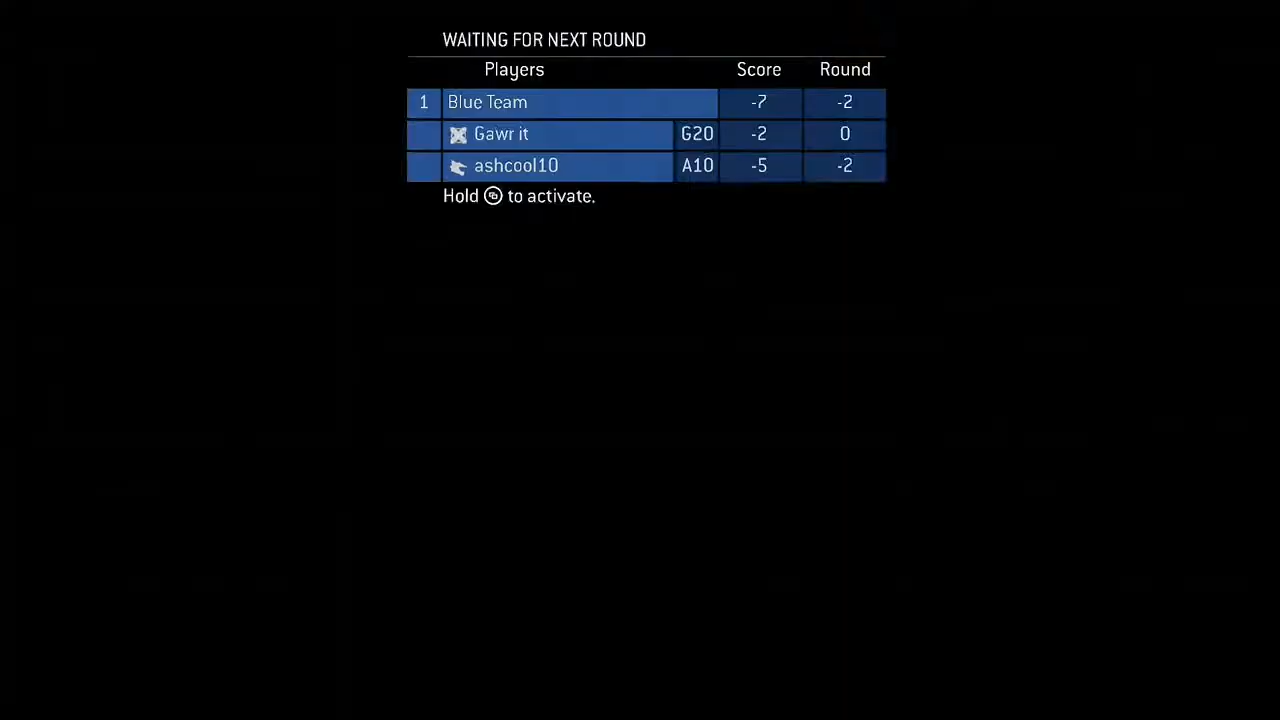 WAITING FOR NEXT ROUND
Players Score Round
1 Blue Team -7 -2
Gawr it G20 -2 0
ashcool10 A10 -5 -2
Hold to activate.